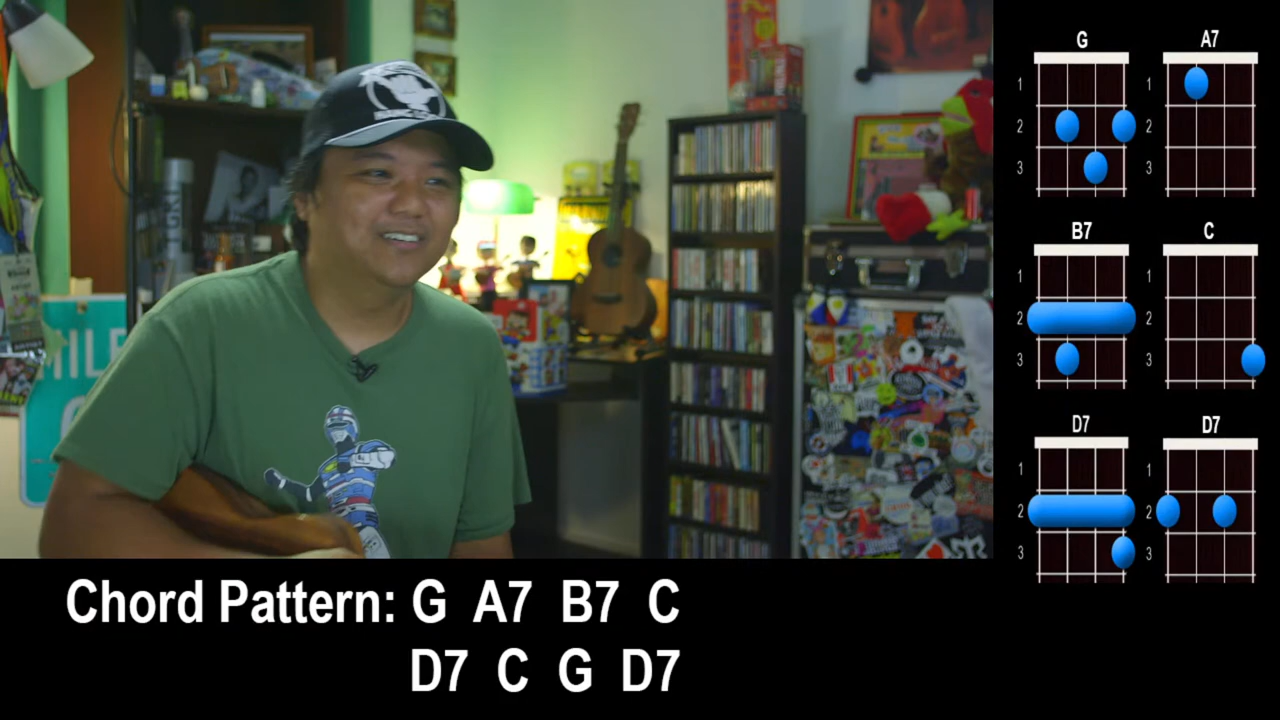 G A7
1 1
2 2
3 3
B7 C
1 1
2 2
3 3
D7 D7
1 1
2 2
3 3
MILE
Chord Pattern: G A7 B7 C
D7 C G D7